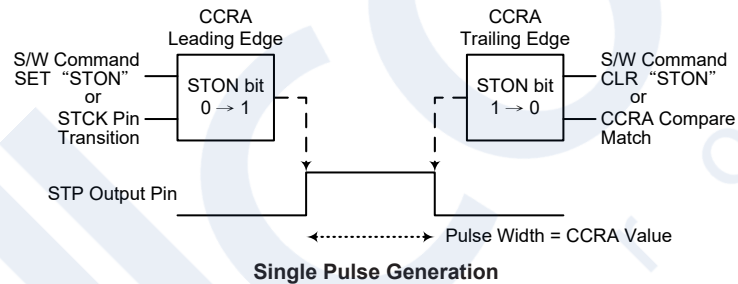 CCRA
Leading Edge
CCRA
Trailing Edge
S/W Command
SET “STON”
or
STCK Pin
Transition
STON bit
0 → 1
STON bit
1 → 0
S/W Command
CLR “STON”
or
CCRA Compare
Match
STP Output Pin
Pulse Width = CCRA Value
Single Pulse Generation